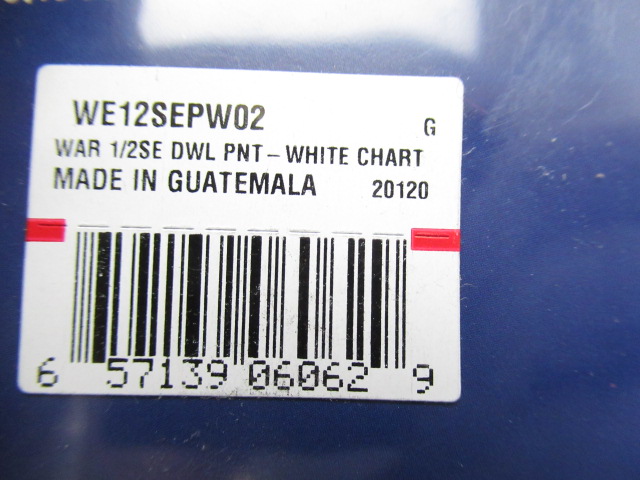 WE12SEPW02
G
WAR 1/2SE DWL PNT – WHITE CHART
MADE IN GUATEMALA 20120
6 57139 06062 9